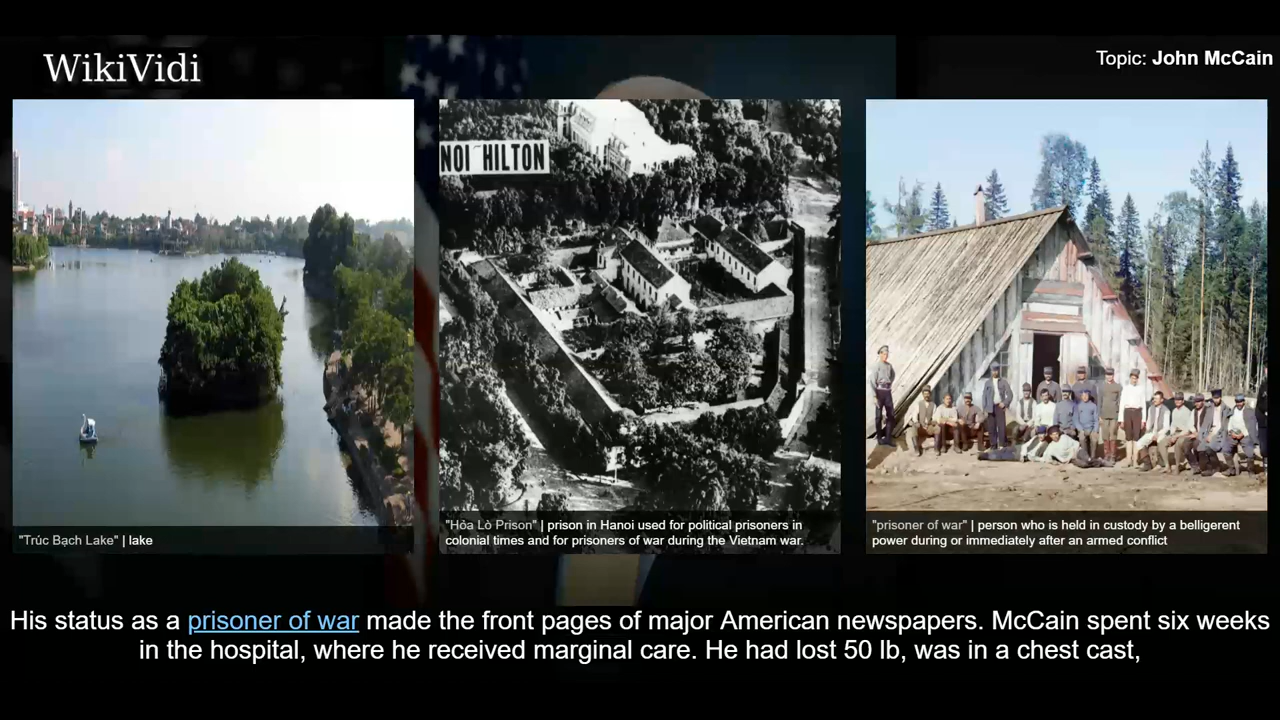 WikiVidi
Topic: John McCain
NOI HILTON
"Trúc Bạch Lake" | lake
"Hỏa Lò Prison" | prison in Hanoi used for political prisoners in
colonial times and for prisoners of war during the Vietnam war.
"prisoner of war" | person who is held in custody by a belligerent
power during or immediately after an armed conflict
His status as a prisoner of war made the front pages of major American newspapers. McCain spent six weeks
in the hospital, where he received marginal care. He had lost 50 lb, was in a chest cast,